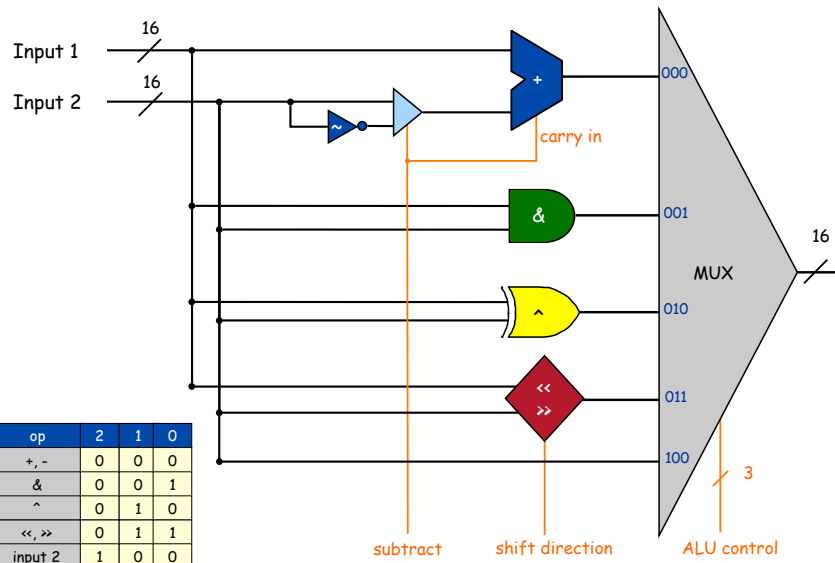 16
Input 1
16
Input 2
~
+
carry in
000
&
001
16
MUX
^
010
<<
>>
011
100
3
op 2 1 0
+, - 0 0 0
& 0 0 1
^ 0 1 0
<<, >> 0 1 1
input 2 1 0 0
subtract
shift direction
ALU control